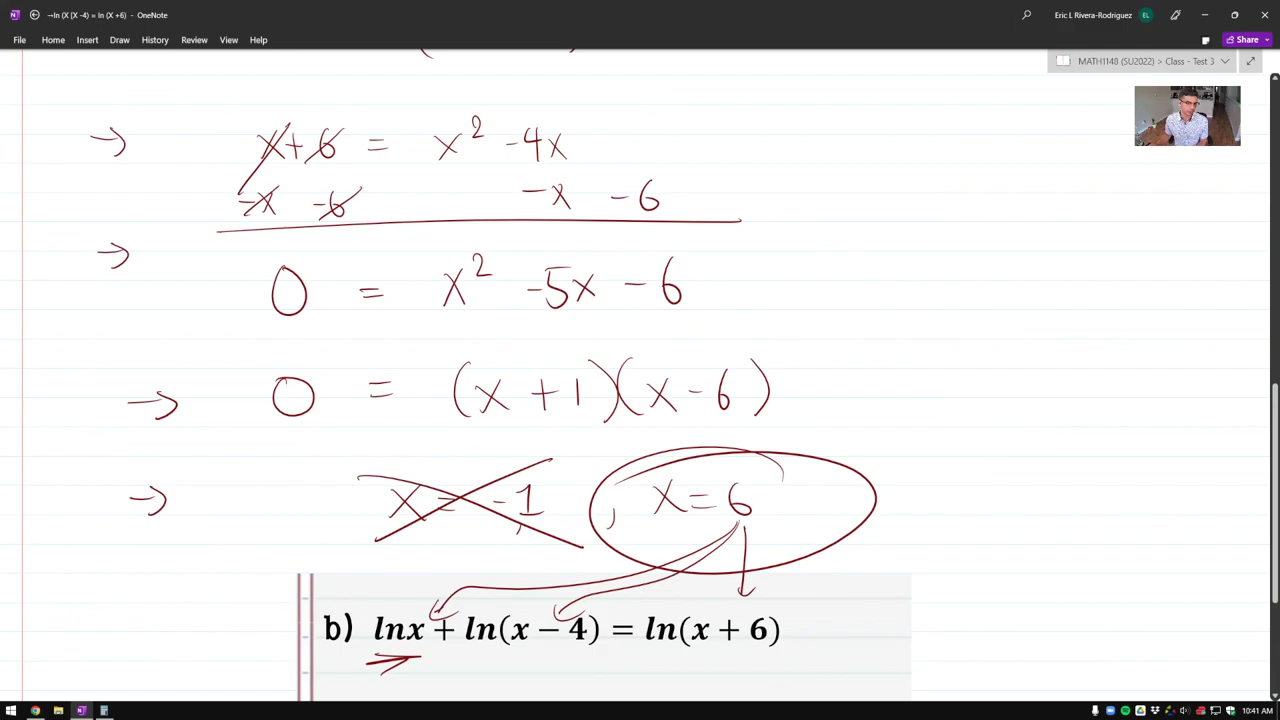 →ln (X (X -4) = ln (X +6) - OneNote
Eric L Rivera-Rodriguez EL
File Home Insert Draw History Review View Help
Share
MATH1148 (SU2022) > Class - Test 3
→ x+6 = x² -4x
-x -6 -x -6
→ 0 = x² -5x -6
→ 0 = (x +1)(x-6)
→ x = -1 , x = 6
b) lnx + ln(x − 4) = ln(x + 6)
10:41 AM